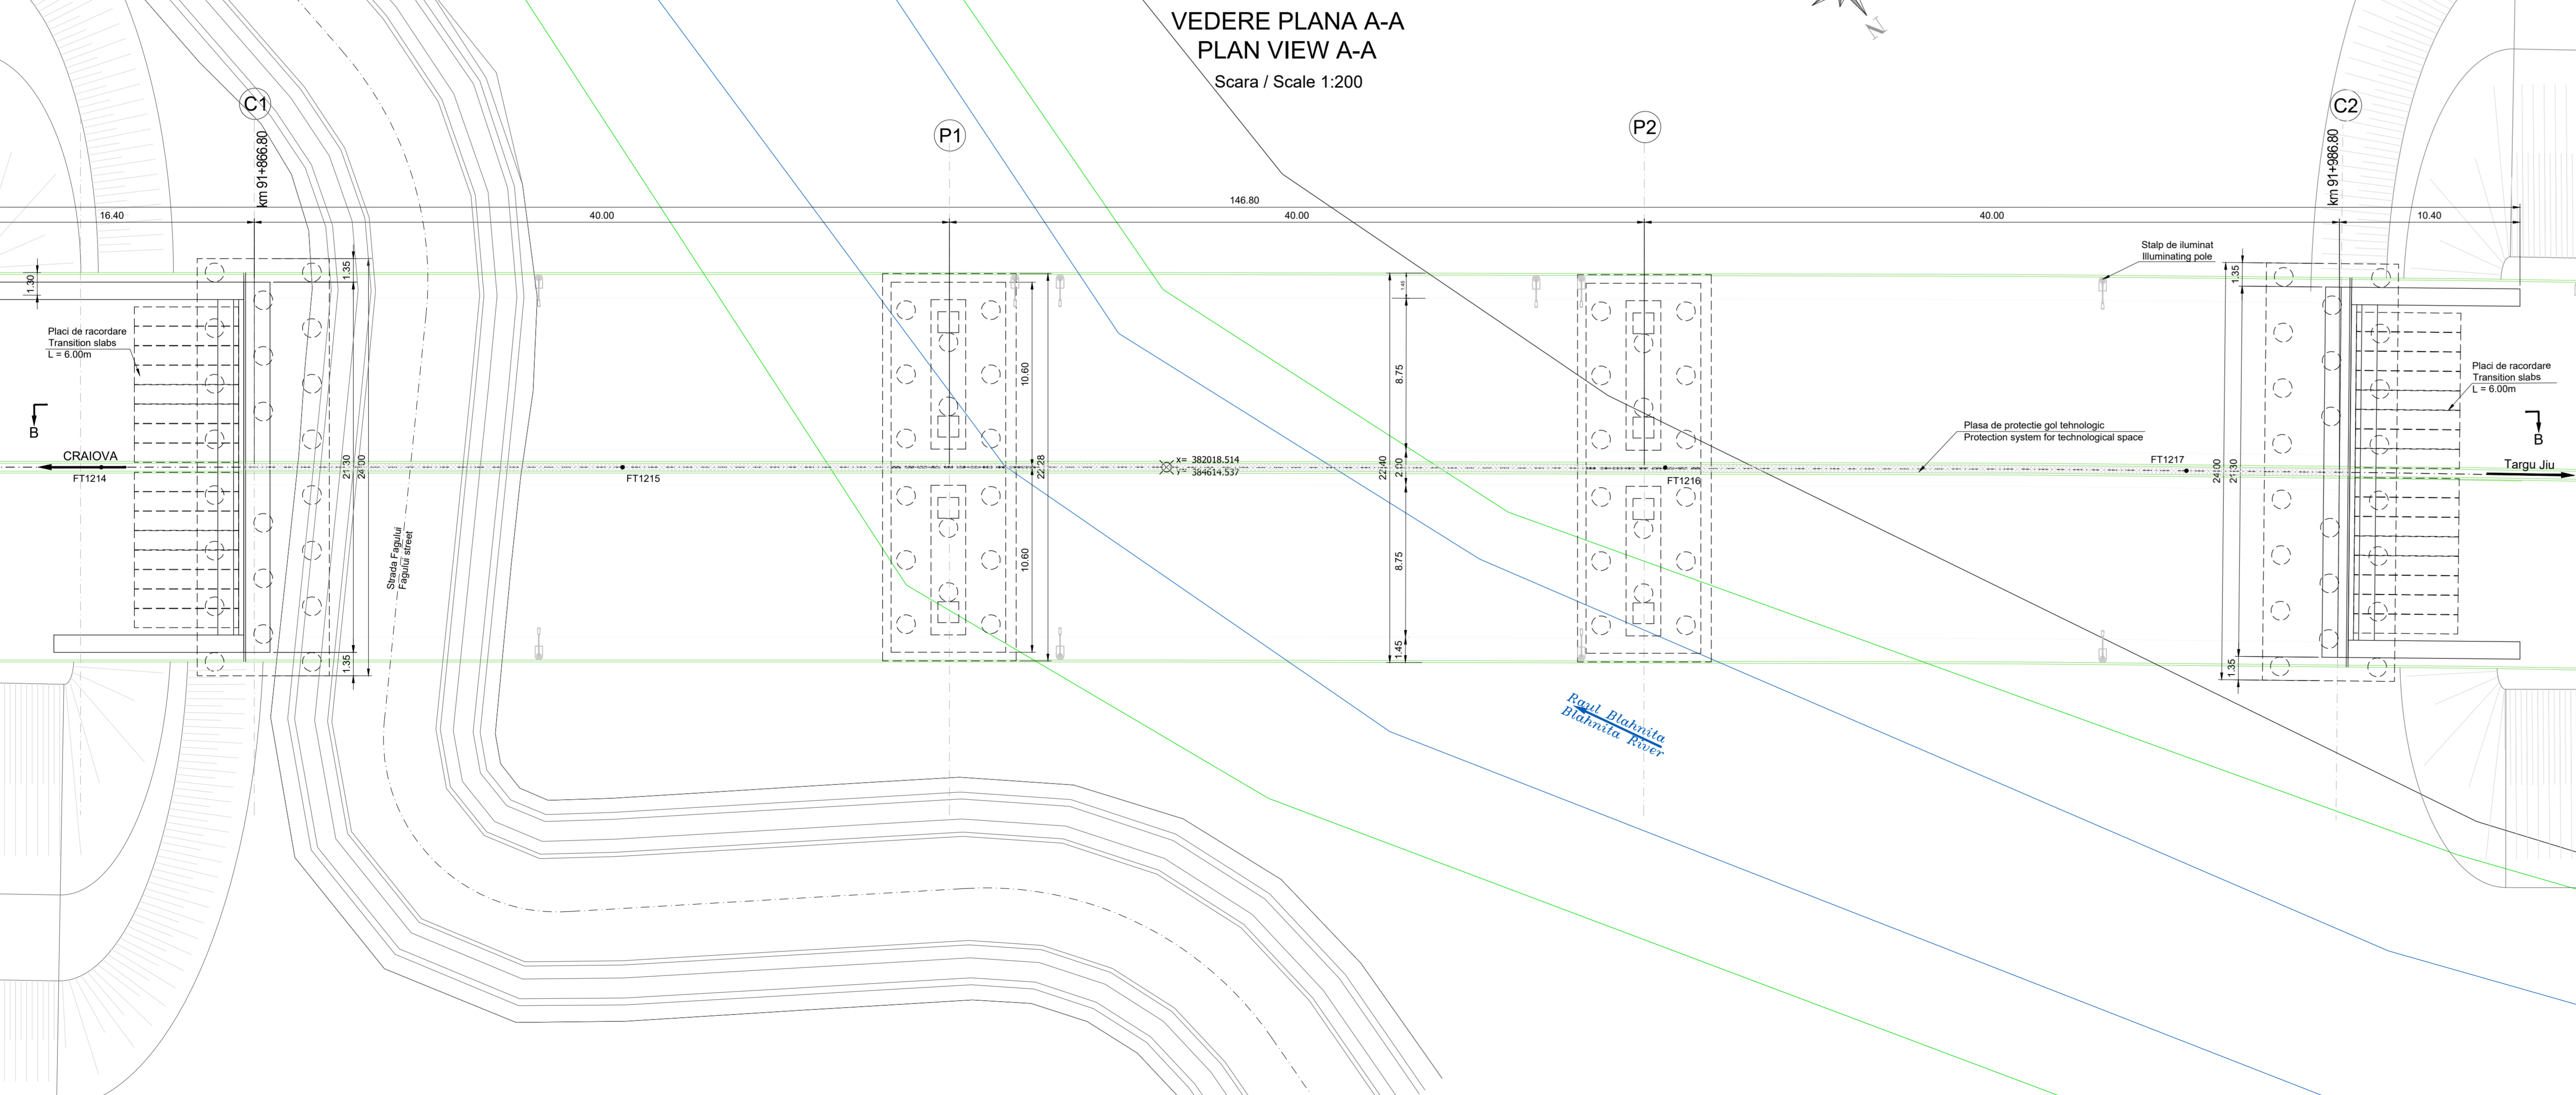 VEDERE PLANA A-A
PLAN VIEW A-A
Scara / Scale 1:200
N
C1
P1
P2
C2
km 91+866.80
km 91+986.80
146.80
16.40
40.00
40.00
40.00
10.40
1.30
1.35
1.35
Stalp de iluminat
Illuminating pole
Placi de racordare
Transition slabs
L = 6.00m
Placi de racordare
Transition slabs
L = 6.00m
1.45
8.75
10.60
B
B
Plasa de protectie gol tehnologic
Protection system for technological space
CRAIOVA
FT1214
21.30
24.00
FT1215
22.28
x= 382018.514
y= 384614.537
22.40
2.00
FT1216
FT1217
24.00
21.30
Targu Jiu
Strada Fagului
Fagului street
10.60
8.75
1.35
1.45
1.35
Raul Blahnita
Blahnita River